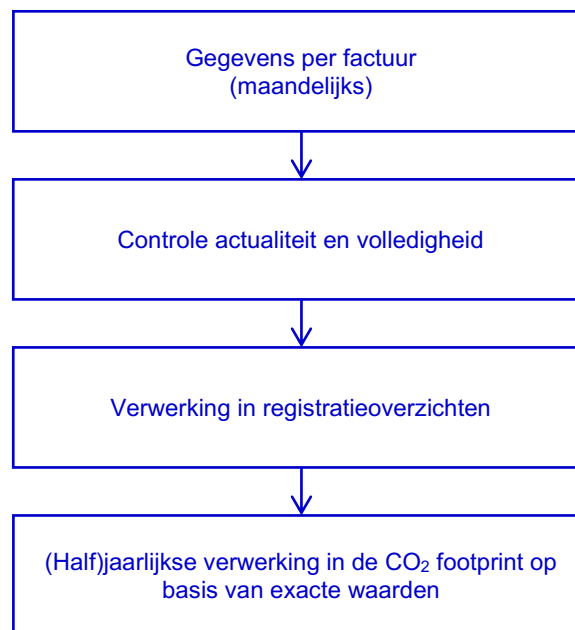 Gegevens per factuur
(maandelijks)
Controle actualiteit en volledigheid
Verwerking in registratieoverzichten
(Half)jaarlijkse verwerking in de CO₂ footprint op
basis van exacte waarden